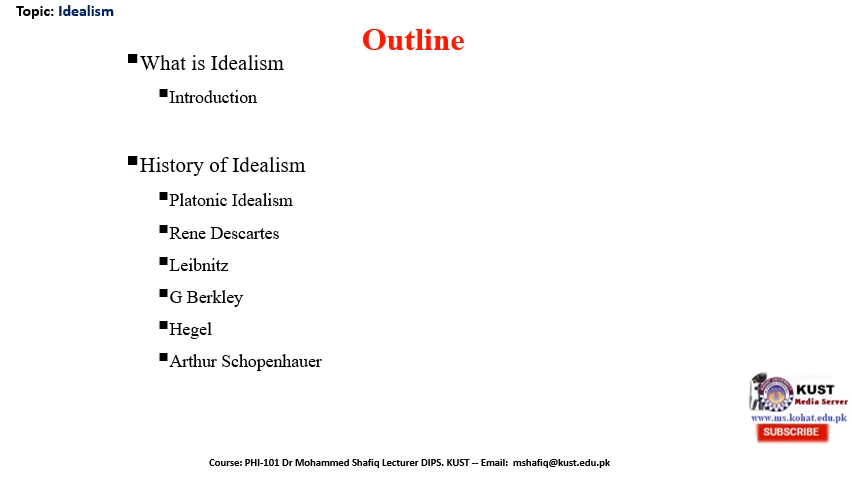 Topic: Idealism
Outline
What is Idealism
Introduction
History of Idealism
Platonic Idealism
Rene Descartes
Leibnitz
G Berkley
Hegel
Arthur Schopenhauer
KUST
Media Server
www.ms.kohat.edu.pk
SUBSCRIBE
Course: PHI-101 Dr Mohammed Shafiq Lecturer DIPS. KUST -- Email: mshafiq@kust.edu.pk